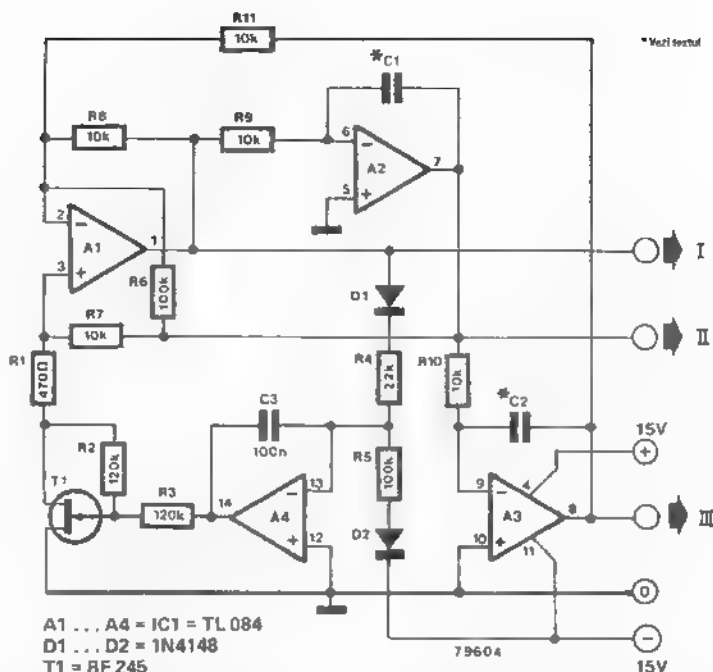 R11
10k
*Vezi textul
*C1
R8
10k
R9
10k
6
A2
7
5
2
A1
1
3
R6
100k
I
D1
R7
10k
II
R1
470Ω
R4
22k
R10
10k
C3
100n
*C2
15V
R2
120k
R5
100k
T1
R3
120k
14
13
A4
12
9
4
A3
8
10
11
III
D2
0
A1 ... A4 = IC1 = TL 084
D1 ... D2 = 1N4148
79604
T1 = BF 245
15V